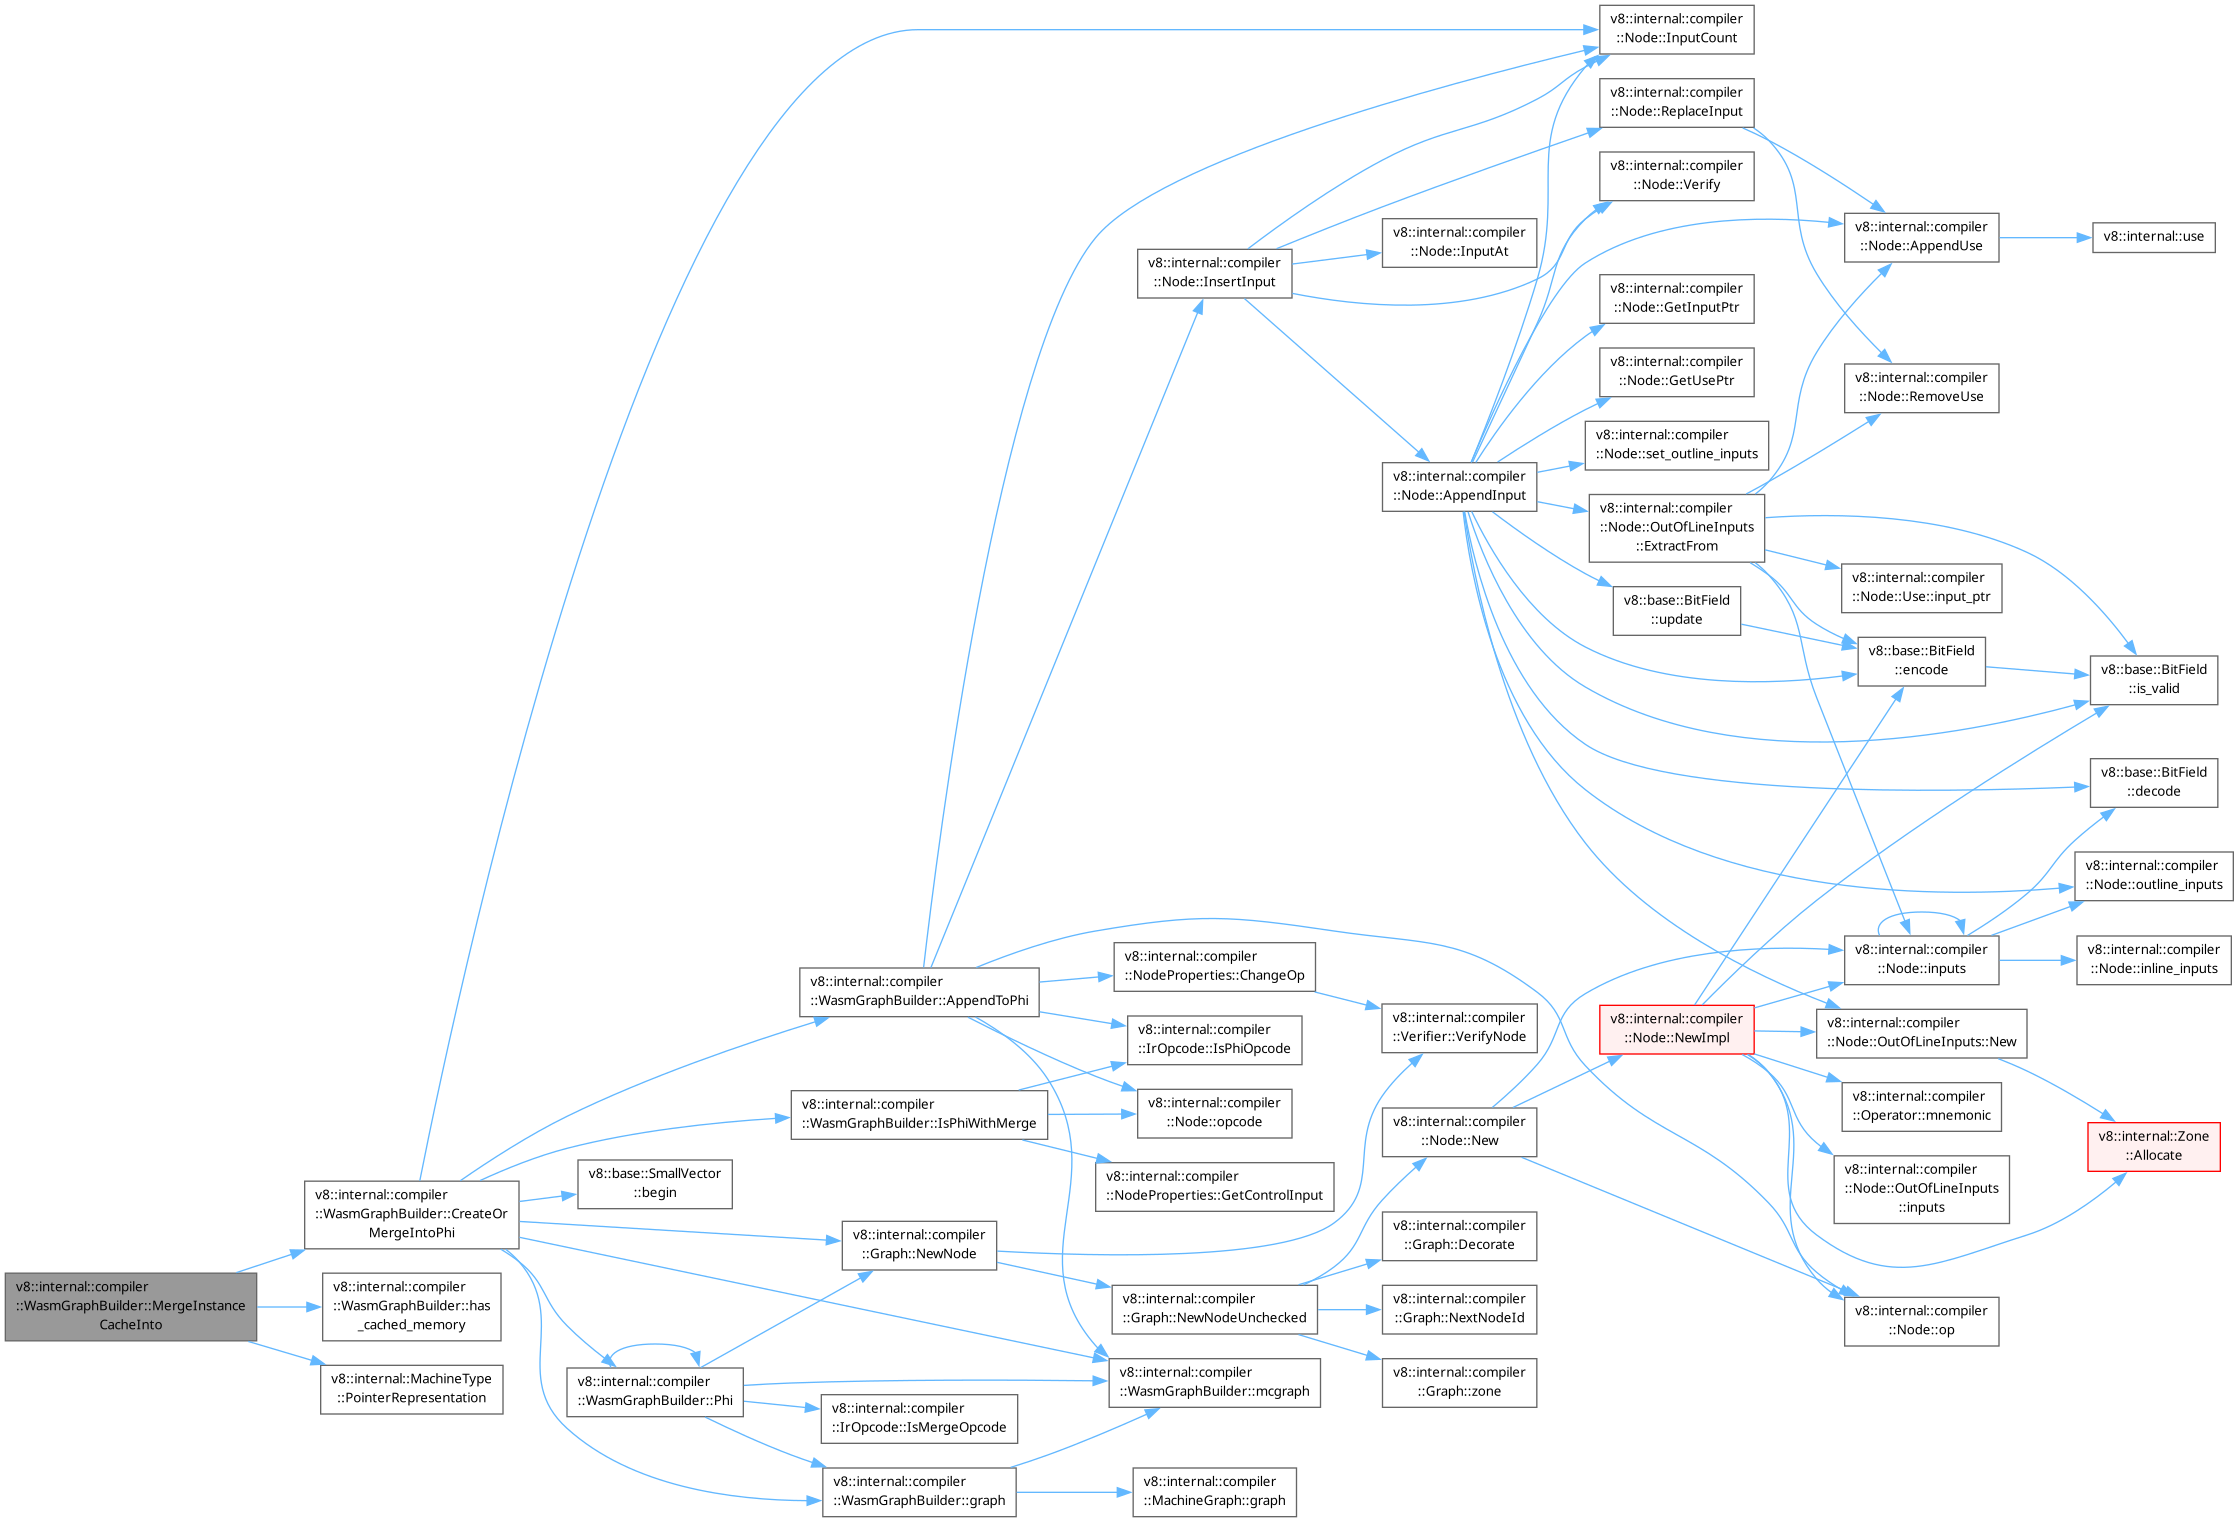 v8::internal::compiler
::WasmGraphBuilder::MergeInstance
CacheInto
v8::internal::compiler
::WasmGraphBuilder::CreateOr
MergeIntoPhi
v8::internal::compiler
::WasmGraphBuilder::has
_cached_memory
v8::internal::MachineType
::PointerRepresentation
v8::base::SmallVector
::begin
v8::internal::compiler
::WasmGraphBuilder::Phi
v8::internal::compiler
::WasmGraphBuilder::AppendToPhi
v8::internal::compiler
::WasmGraphBuilder::IsPhiWithMerge
v8::internal::compiler
::Graph::NewNode
v8::internal::compiler
::IrOpcode::IsMergeOpcode
v8::internal::compiler
::WasmGraphBuilder::graph
v8::internal::compiler
::Node::InsertInput
v8::internal::compiler
::NodeProperties::ChangeOp
v8::internal::compiler
::IrOpcode::IsPhiOpcode
v8::internal::compiler
::Node::opcode
v8::internal::compiler
::NodeProperties::GetControlInput
v8::internal::compiler
::Graph::NewNodeUnchecked
v8::internal::compiler
::WasmGraphBuilder::mcgraph
v8::internal::compiler
::MachineGraph::graph
v8::internal::compiler
::Node::InputAt
v8::internal::compiler
::Node::AppendInput
v8::internal::compiler
::Verifier::VerifyNode
v8::internal::compiler
::Node::New
v8::internal::compiler
::Graph::Decorate
v8::internal::compiler
::Graph::NextNodeId
v8::internal::compiler
::Graph::zone
v8::internal::compiler
::Node::InputCount
v8::internal::compiler
::Node::ReplaceInput
v8::internal::compiler
::Node::Verify
v8::internal::compiler
::Node::GetInputPtr
v8::internal::compiler
::Node::GetUsePtr
v8::internal::compiler
::Node::set_outline_inputs
v8::internal::compiler
::Node::OutOfLineInputs
::ExtractFrom
v8::base::BitField
::update
v8::internal::compiler
::Node::NewImpl
v8::internal::compiler
::Node::AppendUse
v8::internal::compiler
::Node::RemoveUse
v8::internal::compiler
::Node::Use::input_ptr
v8::base::BitField
::encode
v8::internal::compiler
::Node::inputs
v8::internal::compiler
::Node::OutOfLineInputs::New
v8::internal::compiler
::Operator::mnemonic
v8::internal::compiler
::Node::OutOfLineInputs
::inputs
v8::internal::compiler
::Node::op
v8::internal::use
v8::base::BitField
::is_valid
v8::base::BitField
::decode
v8::internal::compiler
::Node::outline_inputs
v8::internal::compiler
::Node::inline_inputs
v8::internal::Zone
::Allocate